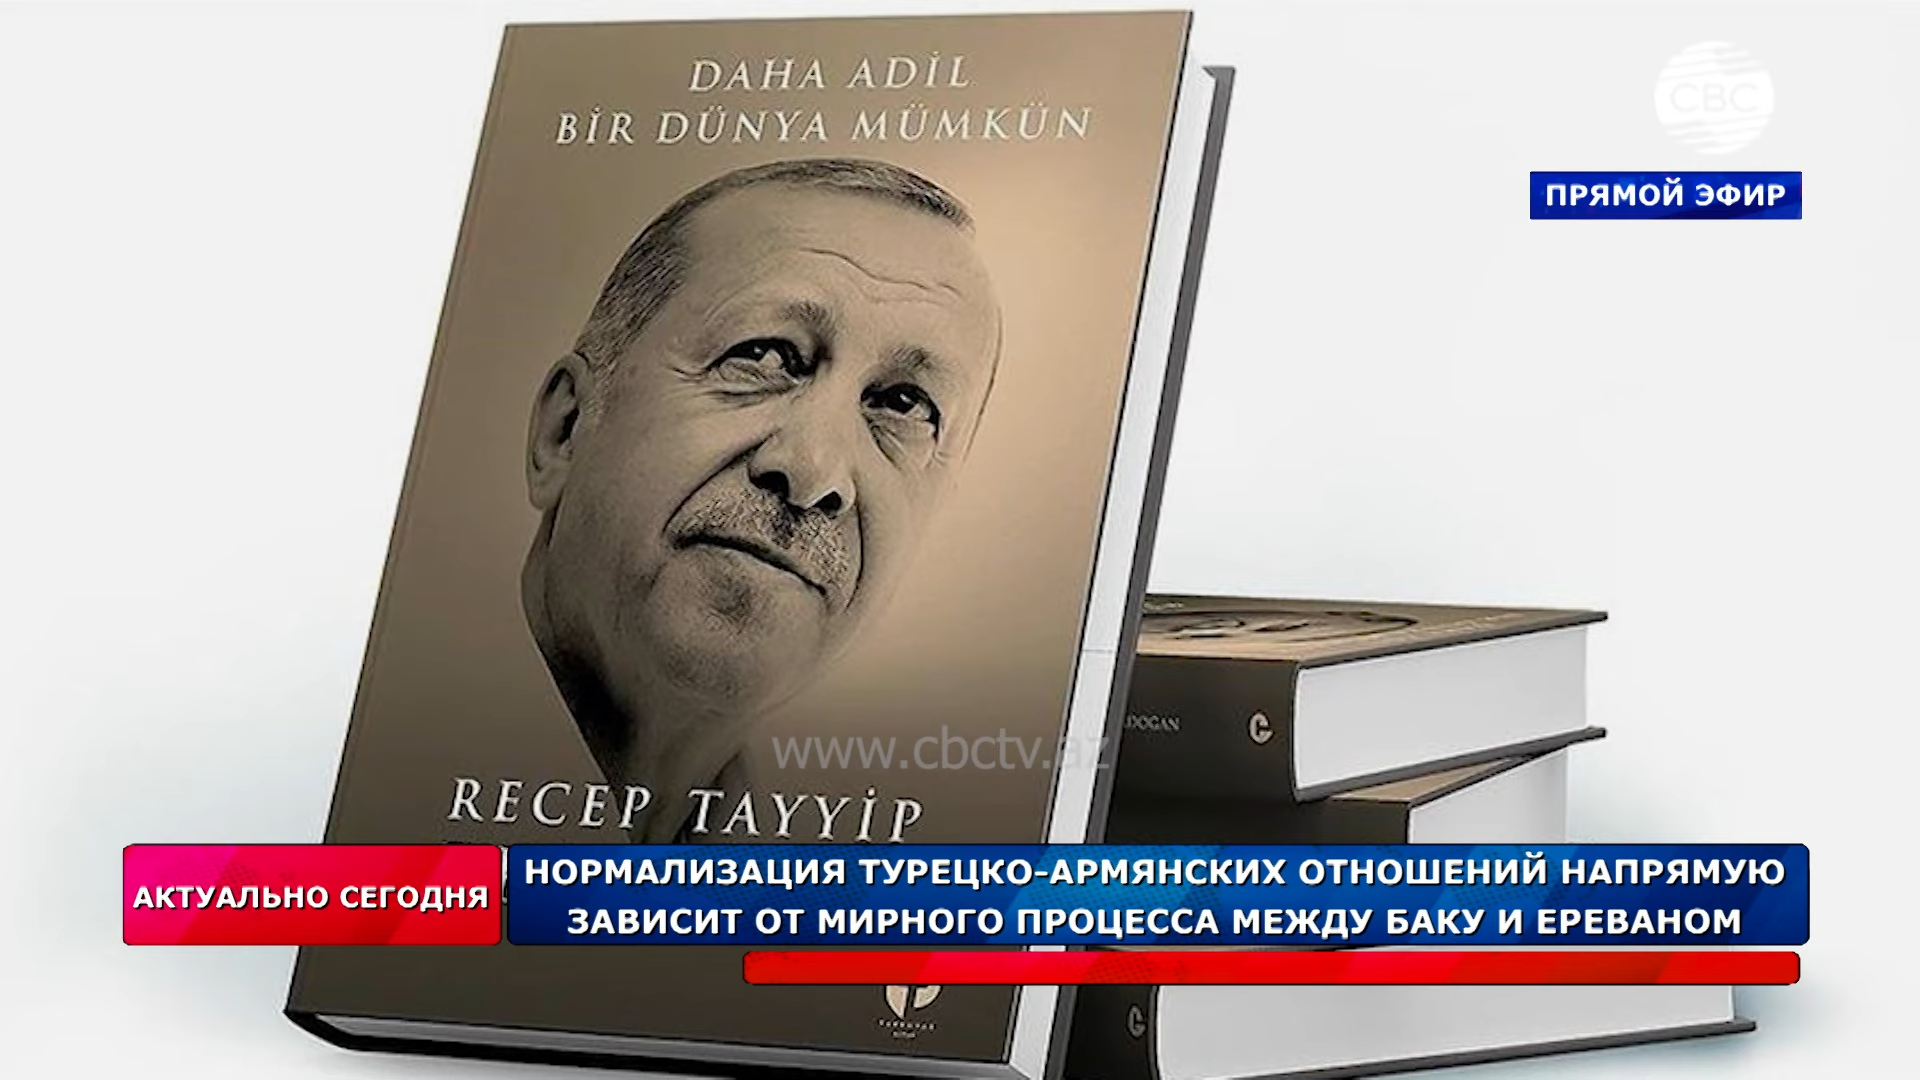 DAHA ADİL
BİR DÜNYA MÜMKÜN
CBC
ПРЯМОЙ ЭФИР
DOGAN
www.cbctv.az
RECEP TAYYİP
АКТУАЛЬНО СЕГОДНЯ
НОРМАЛИЗАЦИЯ ТУРЕЦКО-АРМЯНСКИХ ОТНОШЕНИЙ НАПРЯМУЮ
ЗАВИСИТ ОТ МИРНОГО ПРОЦЕССА МЕЖДУ БАКУ И ЕРЕВАНОМ